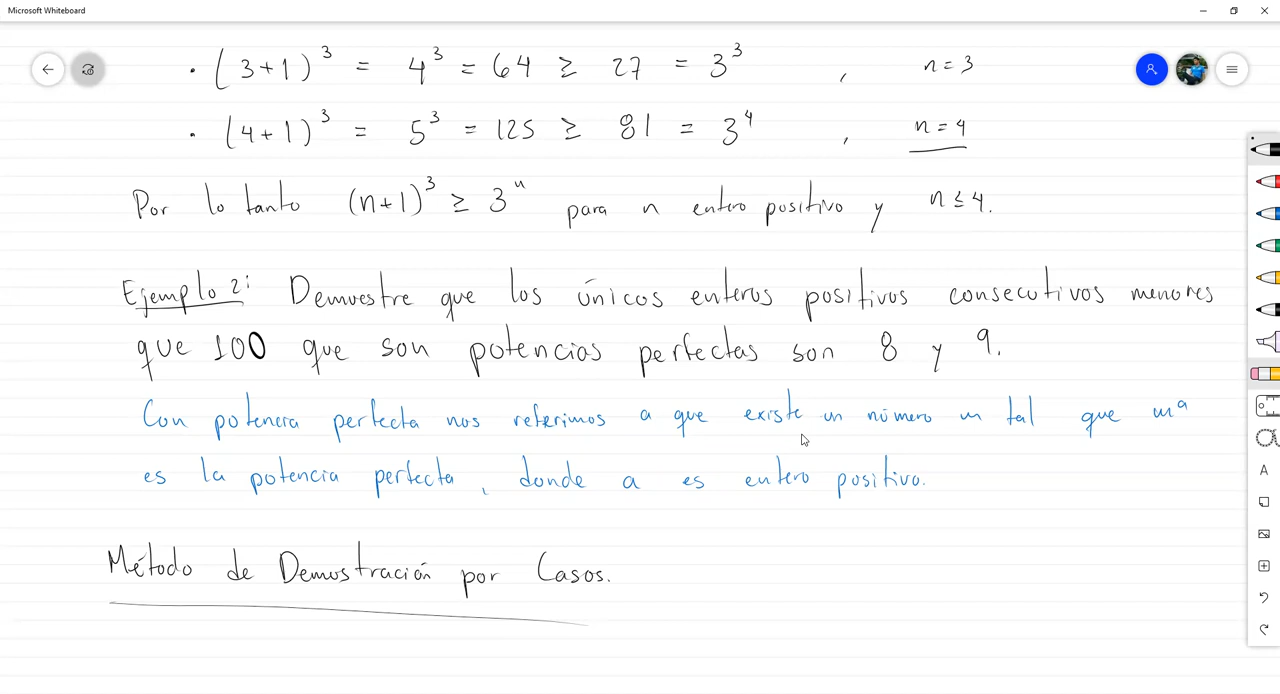 Microsoft Whiteboard
· (3+1)³ = 4³ = 64 ≥ 27 = 3³ , n = 3
· (4+1)³ = 5³ = 125 ≥ 81 = 3⁴ , n = 4
Por lo tanto (n+1)³ ≥ 3ⁿ para n entero positivo y n ≤ 4.
Ejemplo 2: Demuestre que los únicos enteros positivos consecutivos menores
que 100 que son potencias perfectas son 8 y 9.
Con potencia perfecta nos referimos a que existe un número m tal que mᵃ
es la potencia perfecta, donde a es entero positivo.
Método de Demostración por Casos.